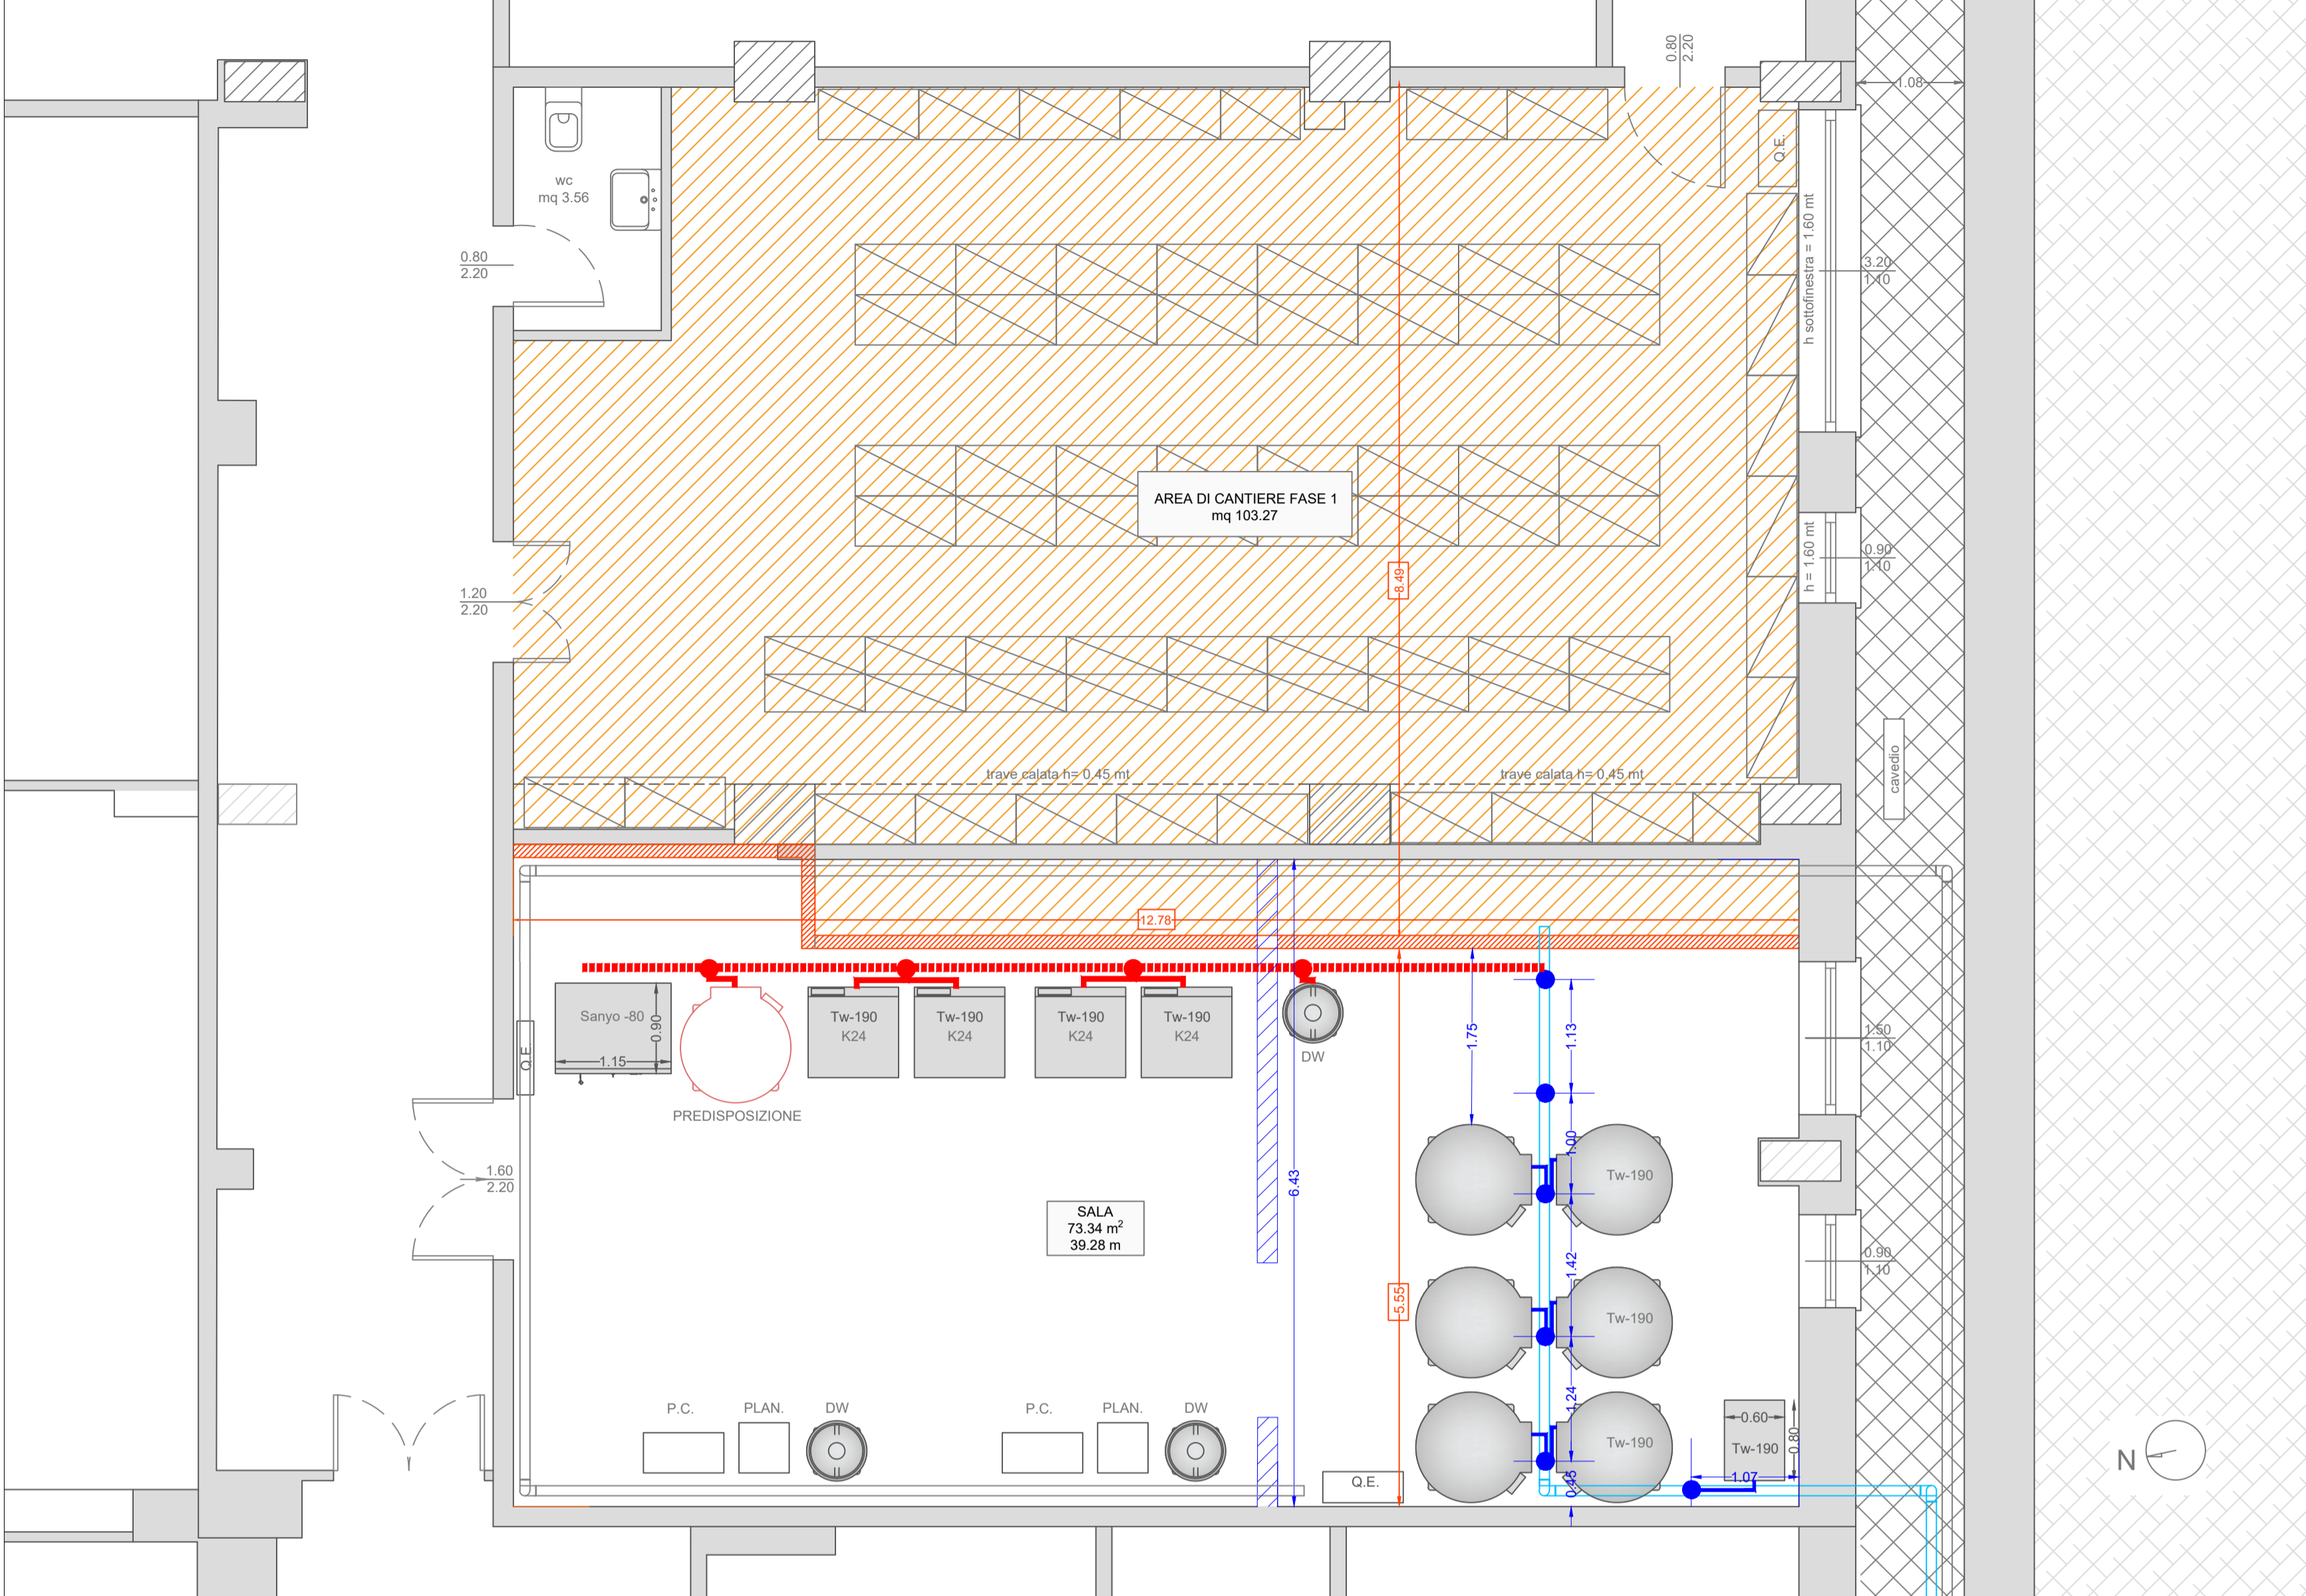 0.80
2.20
1.08
Q.E.
wc
mq 3.56
h sottofinestra = 1.60 mt
0.80
2.20
3.20
1.10
AREA DI CANTIERE FASE 1
mq 103.27
h = 1.60 mt
0.90
1.10
8.49
1.20
2.20
cavedio
trave calata h= 0.45 mt
trave calata h= 0.45 mt
12.78
Sanyo -80
0.90
1.15
Q.E.
Tw-190
K24
Tw-190
K24
Tw-190
K24
Tw-190
K24
DW
1.75
1.13
1.50
1.10
PREDISPOSIZIONE
1.00
1.60
2.20
6.43
Tw-190
SALA
73.34 m²
39.28 m
1.42
0.90
1.10
5.55
Tw-190
1.24
P.C.
PLAN.
DW
P.C.
PLAN.
DW
0.60
0.80
Tw-190
Tw-190
N
Q.E.
0.45
1.07